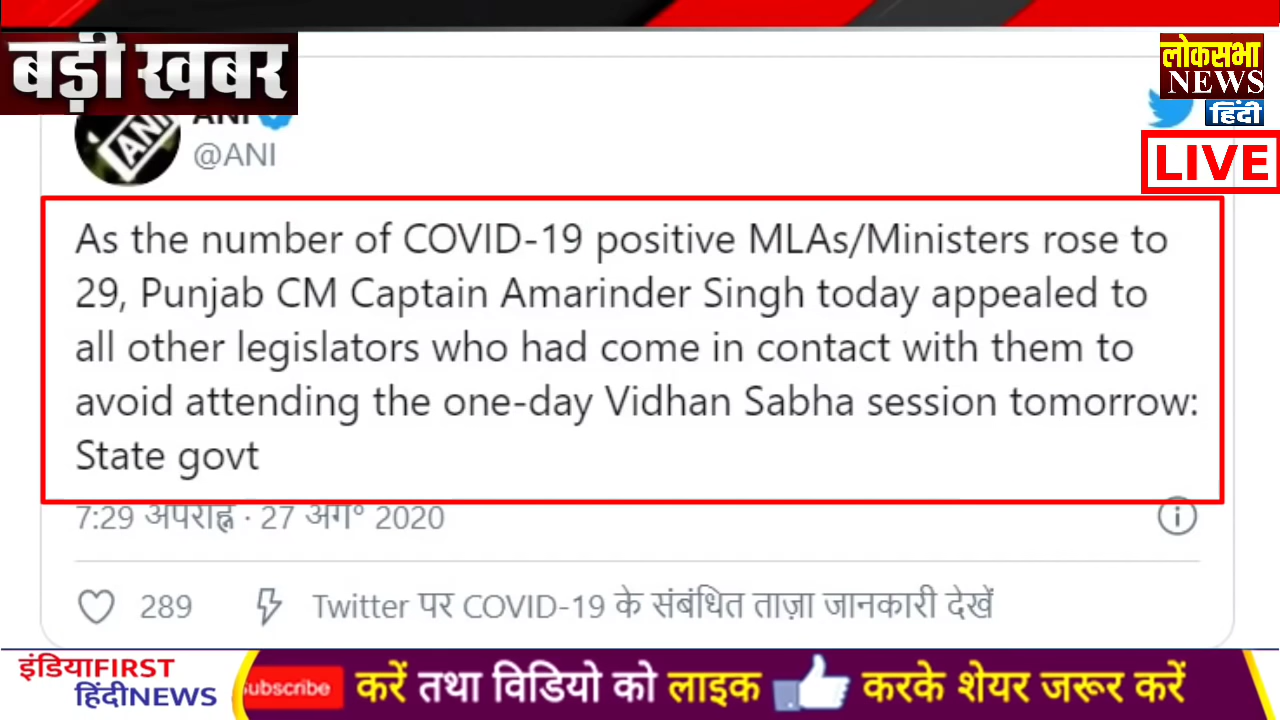 बड़ी खबर
लोकसभा
NEWS
हिंदी
LIVE
ANI
ANI
@ANI
As the number of COVID-19 positive MLAs/Ministers rose to
29, Punjab CM Captain Amarinder Singh today appealed to
all other legislators who had come in contact with them to
avoid attending the one-day Vidhan Sabha session tomorrow:
State govt
7:29 अपराह्न · 27 अग॰ 2020
289
Twitter पर COVID-19 के संबंधित ताज़ा जानकारी देखें
इंडियाFIRST
हिंदीNEWS
ubscribe करें तथा विडियो को लाइक करके शेयर जरूर करें